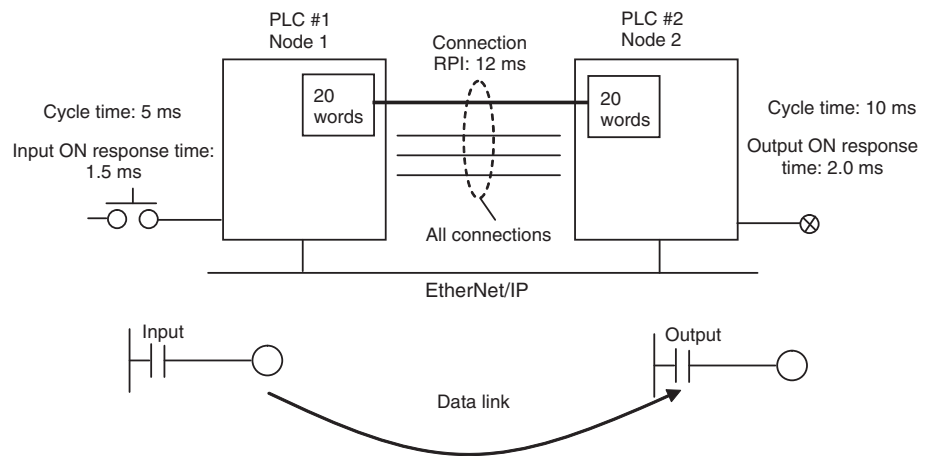 PLC #1
Node 1
PLC #2
Node 2
Connection
RPI: 12 ms
20
words
20
words
Cycle time: 5 ms
Input ON response time:
1.5 ms
Cycle time: 10 ms
Output ON response
time: 2.0 ms
All connections
EtherNet/IP
Input
Output
Data link